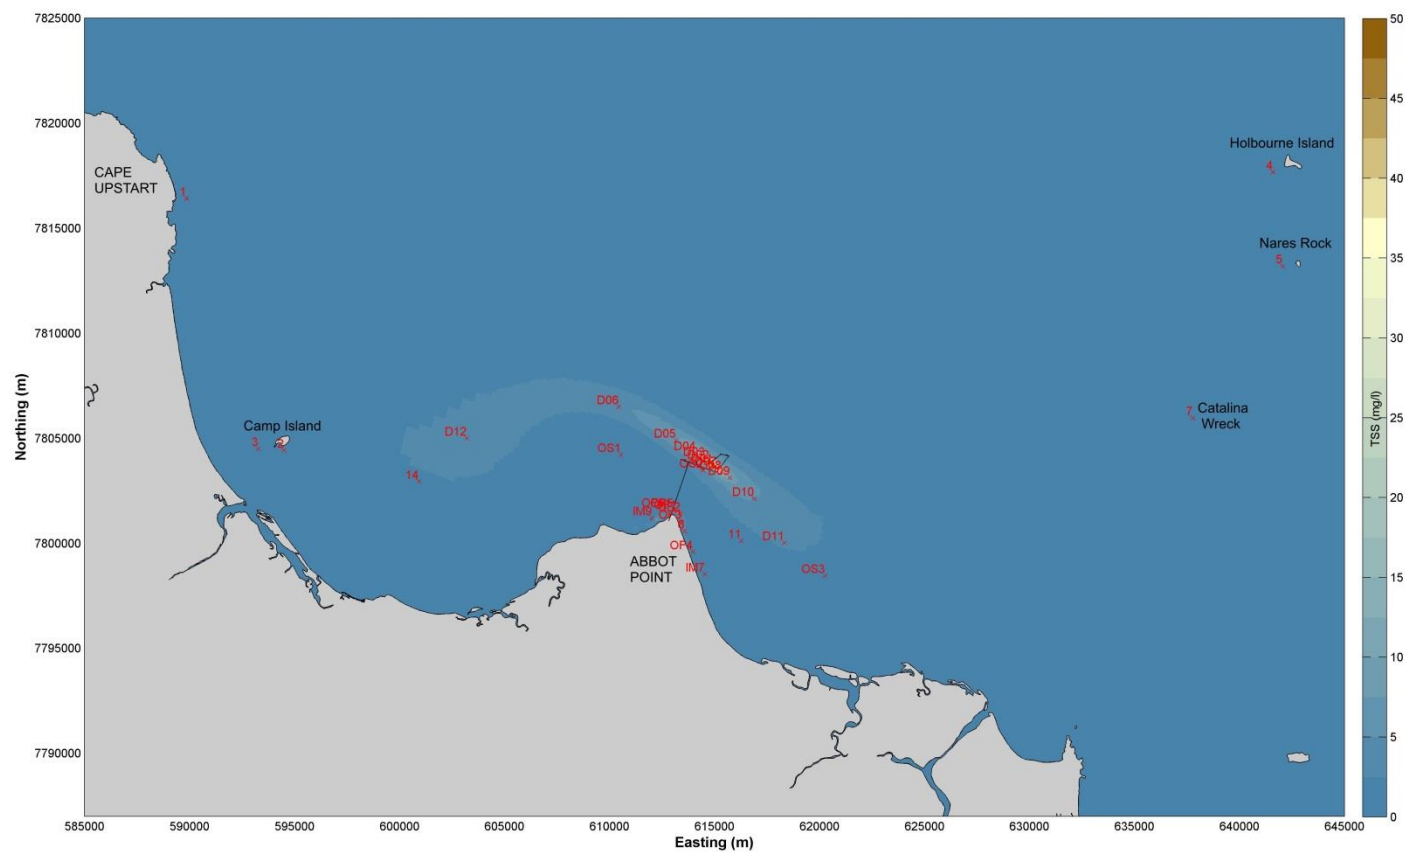 7825000
7820000
7815000
7810000
7805000
7800000
7795000
7790000
Northing (m)
585000 590000 595000 600000 605000 610000 615000 620000 625000 630000 635000 640000 645000
Easting (m)
CAPE
UPSTART
1
Holbourne Island
4
Nares Rock
5
7
Catalina
Wreck
Camp Island
3
2
D12
14
D06
OS1
D05
D04
D09
D10
D11
11
OS3
IM9
OF4
IM7
ABBOT
POINT
50
45
40
35
30
25
20
15
10
5
0
TSS (mg/l)